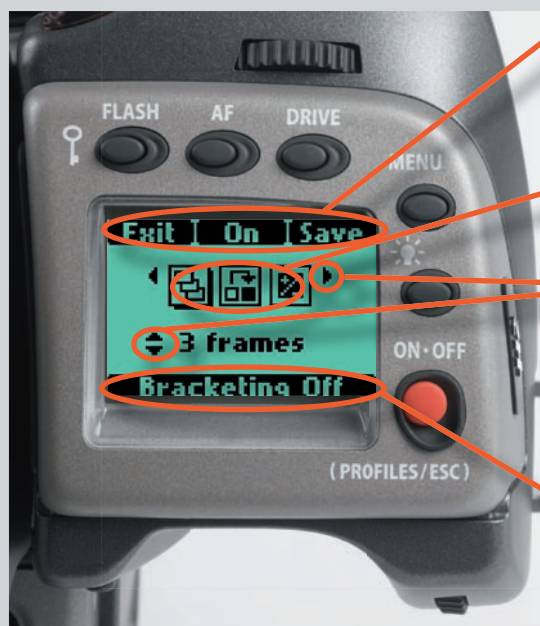 FLASH AF DRIVE
MENU
Exit On Save
3 frames
ON·OFF
Bracketing Off
(PROFILES/ESC)